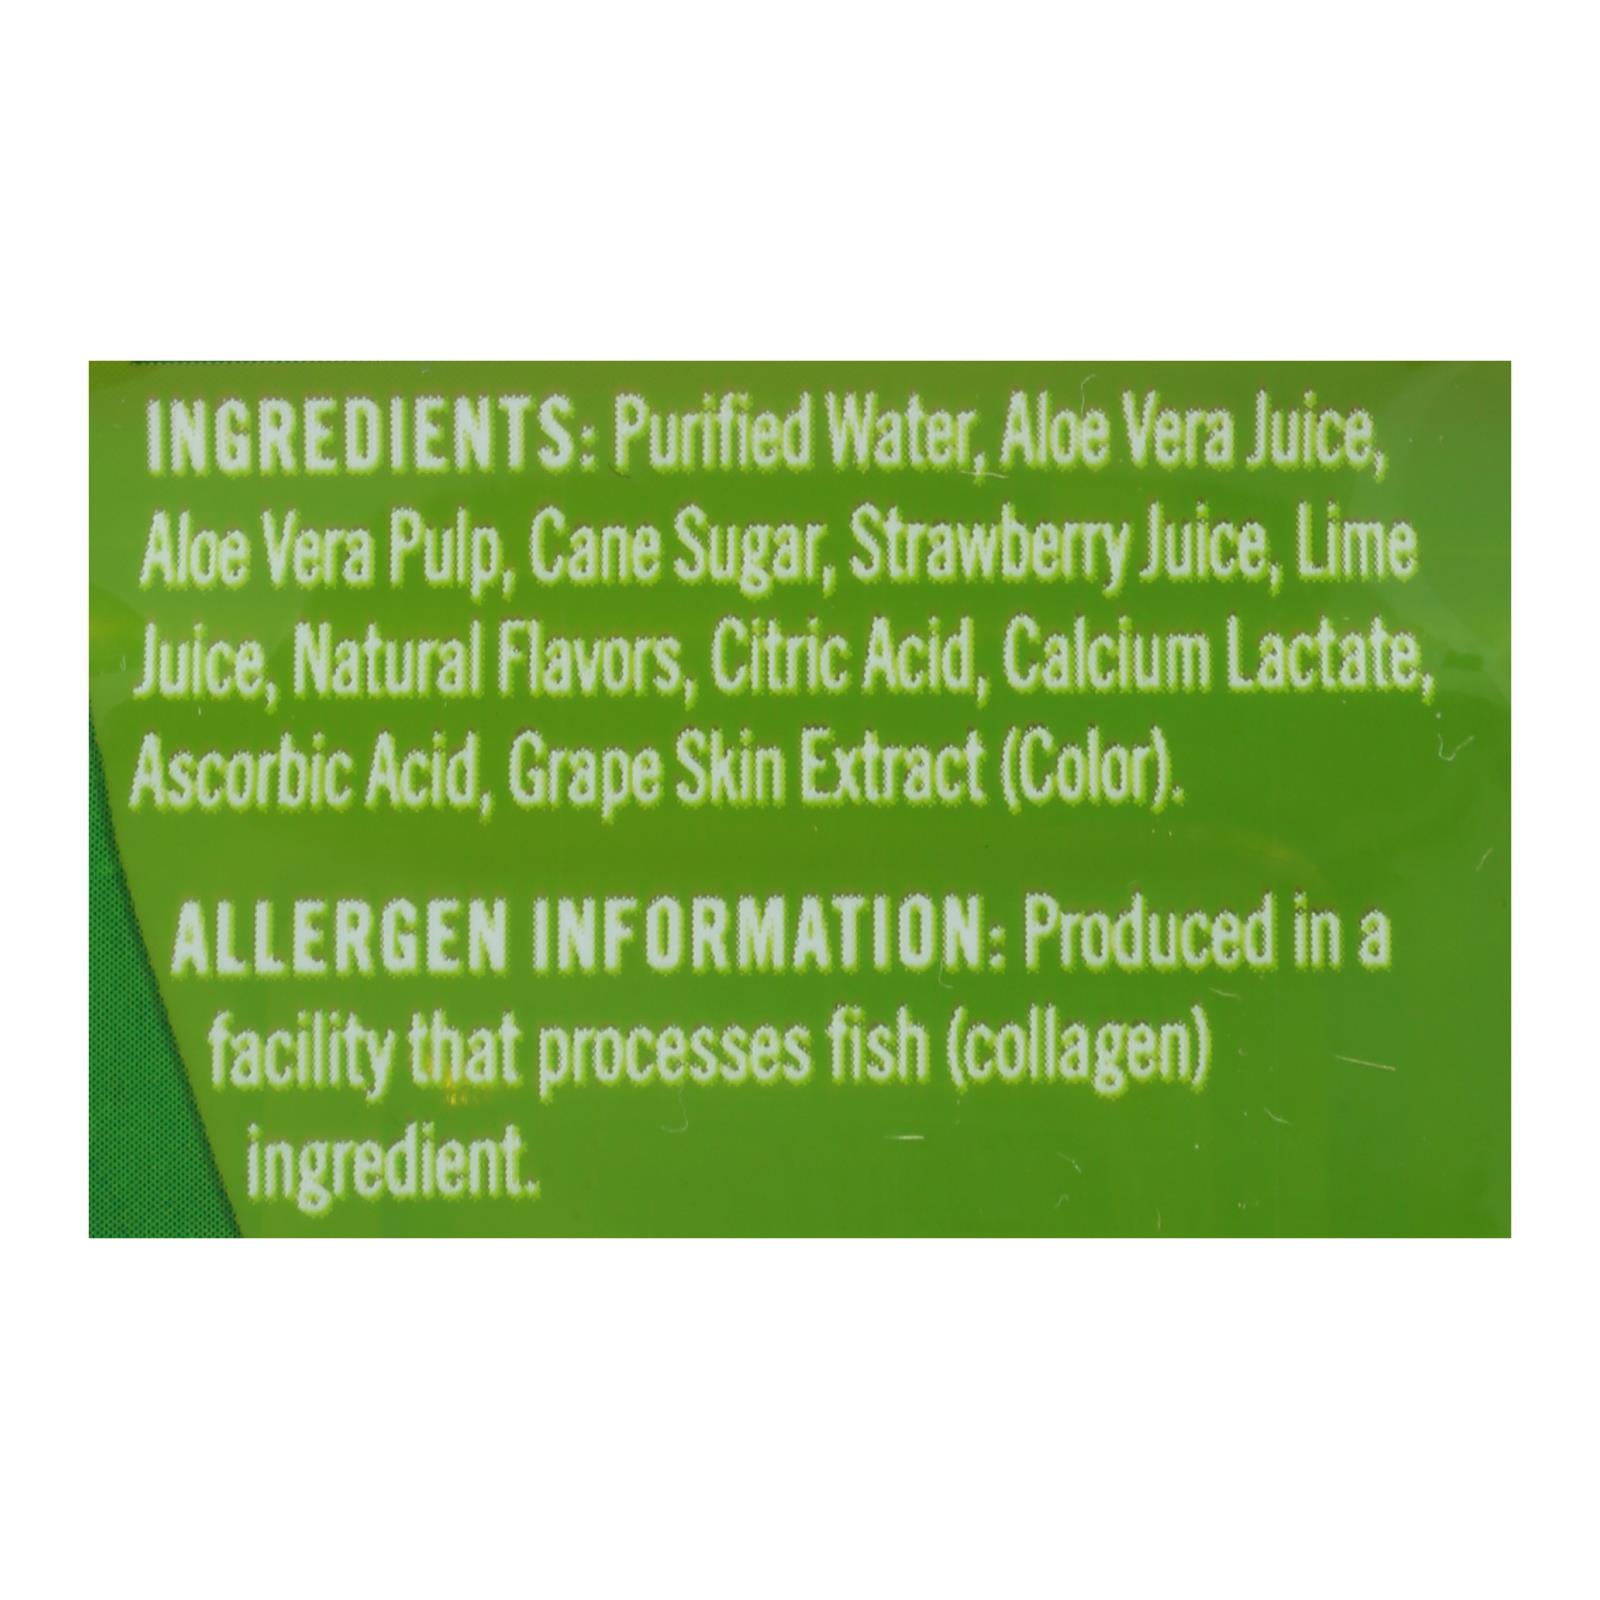 INGREDIENTS: Purified Water, Aloe Vera Juice,
Aloe Vera Pulp, Cane Sugar, Strawberry Juice, Lime
Juice, Natural Flavors, Citric Acid, Calcium Lactate,
Ascorbic Acid, Grape Skin Extract (Color).
ALLERGEN INFORMATION: Produced in a
facility that processes fish (collagen)
ingredient.